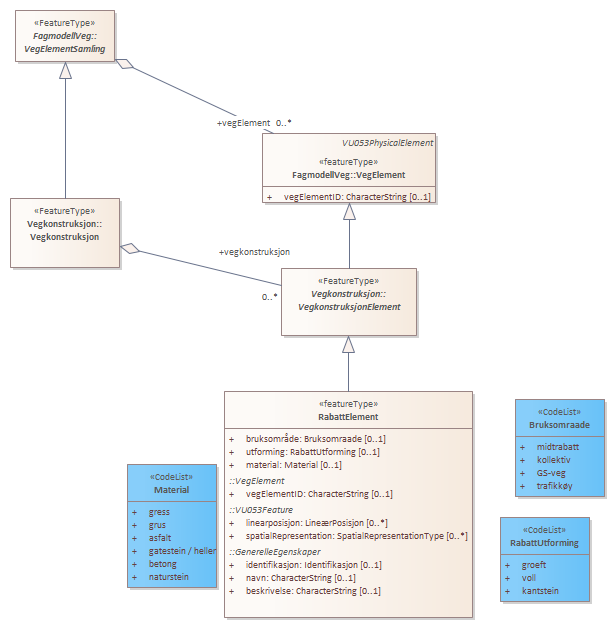 «FeatureType»
FagmodellVeg::
VegElementSamling
+vegElement 0..*
VU053PhysicalElement
«featureType»
FagmodellVeg::VegElement
+ vegElementID: CharacterString [0..1]
«FeatureType»
Vegkonstruksjon::
Vegkonstruksjon
+vegkonstruksjon
0..*
«FeatureType»
Vegkonstruksjon::
VegkonstruksjonElement
«featureType»
RabattElement
+ bruksområde: Bruksomraade [0..1]
+ utforming: RabattUtforming [0..1]
+ material: Material [0..1]
::VegElement
+ vegElementID: CharacterString [0..1]
::VU053Feature
+ linearposisjon: LineærPosisjon [0..*]
+ spatialRepresentation: SpatialRepresentationType [0..*]
::GenerelleEgenskaper
+ identifikasjon: Identifikasjon [0..1]
+ navn: CharacterString [0..1]
+ beskrivelse: CharacterString [0..1]
«CodeList»
Material
+ gress
+ grus
+ asfalt
+ gatestein / heller
+ betong
+ naturstein
«CodeList»
Bruksomraade
+ midtrabatt
+ kollektiv
+ GS-veg
+ trafikkøy
«CodeList»
RabattUtforming
+ groeft
+ voll
+ kantstein